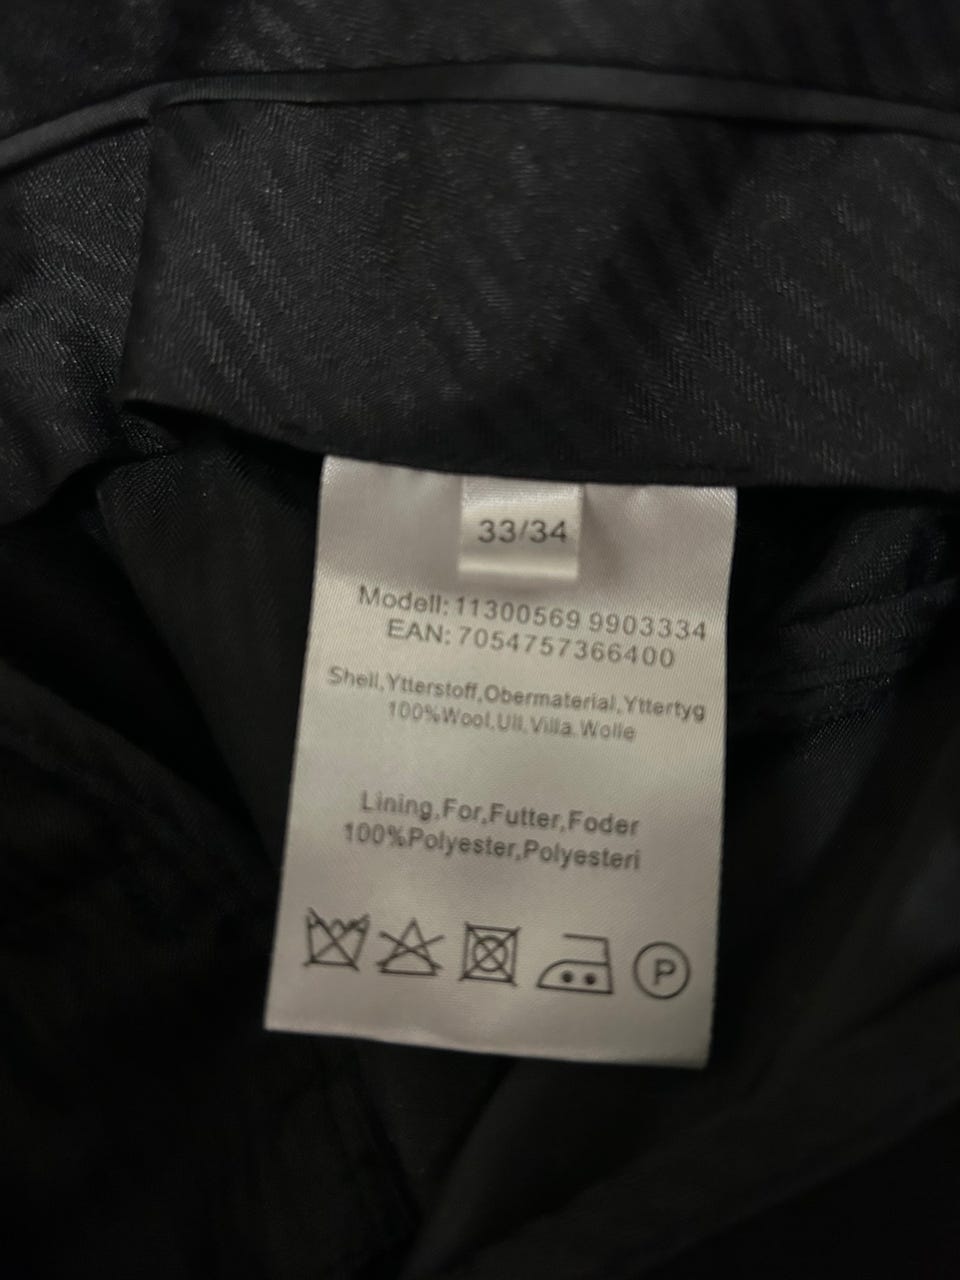 33/34
Modell: 11300569 9903334
EAN: 7054757366400
Shell,Ytterstoff,Obermaterial,Yttertyg
100%Wool,Ull,Villa,Wolle
Lining,For,Futter,Foder
100%Polyester,Polyesteri
P